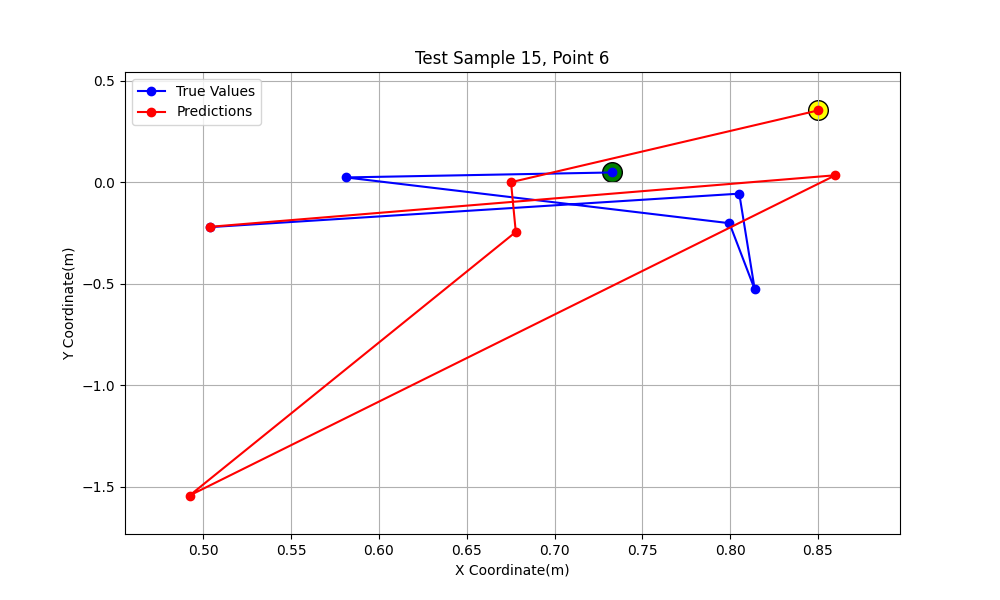 Test Sample 15, Point 6
True Values
Predictions
0.5
0.0
−0.5
−1.0
−1.5
Y Coordinate(m)
0.50 0.55 0.60 0.65 0.70 0.75 0.80 0.85
X Coordinate(m)